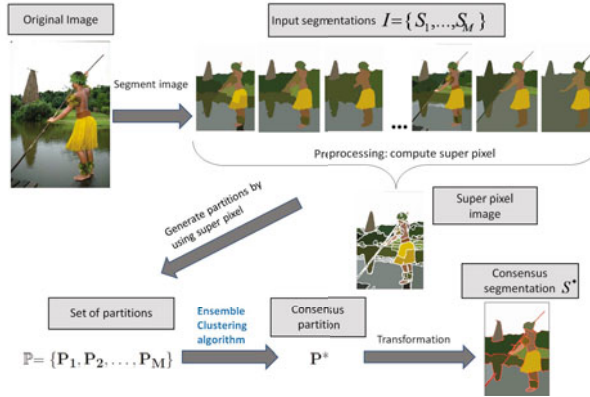 Original Image
Input segmentations I={S1,...,SM}
Segment image
...
Preprocessing: compute super pixel
Generate partitions by
using super pixel
Super pixel
image
Consensus
segmentation S*
Set of partitions
Ensemble
Clustering
algorithm
Consensus
partition
ℙ= {P1, P2, . . . , PM}
P*
Transformation